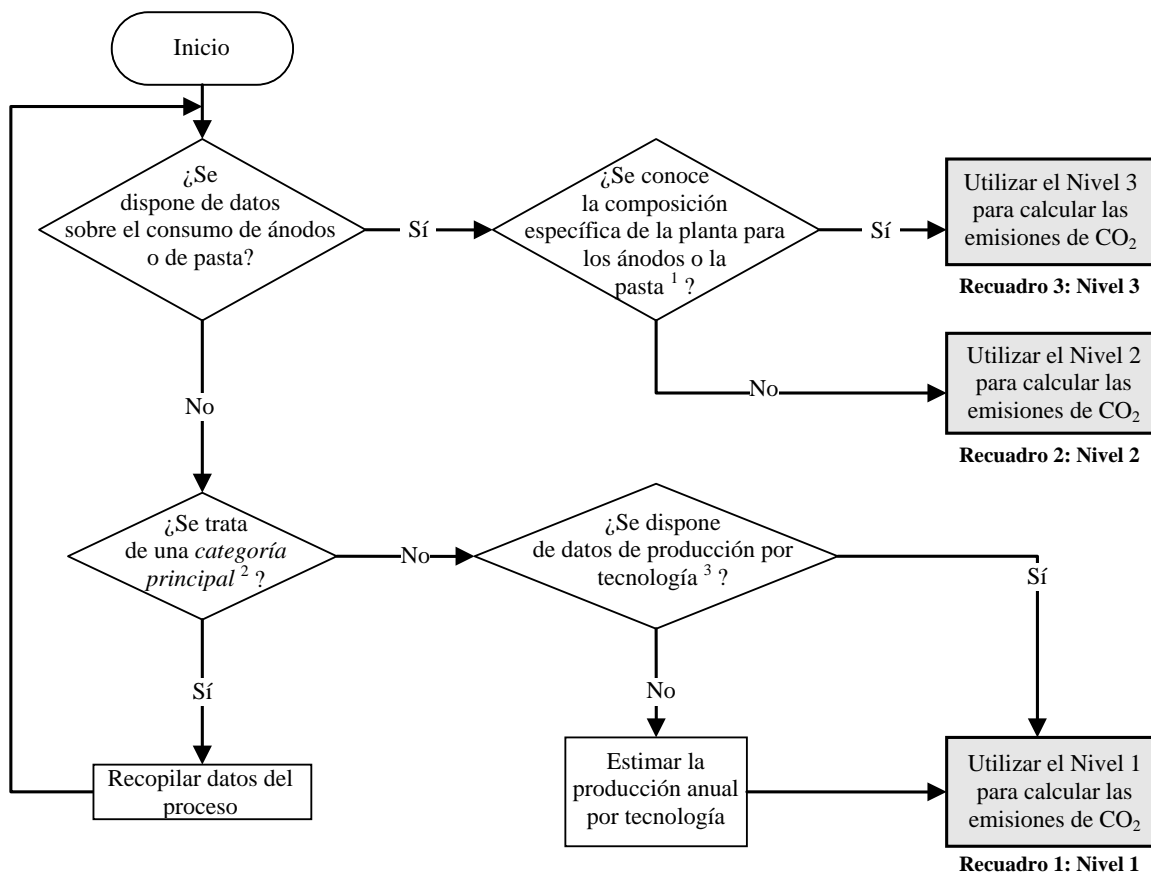 Inicio
¿Se
dispone de datos
sobre el consumo de ánodos
o de pasta?
Sí
¿Se conoce
la composición
específica de la planta para
los ánodos o la
pasta ¹ ?
Sí
Utilizar el Nivel 3
para calcular las
emisiones de CO₂
Recuadro 3: Nivel 3
No
Utilizar el Nivel 2
para calcular las
emisiones de CO₂
Recuadro 2: Nivel 2
No
¿Se trata
de una categoría
principal ² ?
No
¿Se dispone
de datos de producción por
tecnología ³ ?
Sí
Sí
No
Recopilar datos del
proceso
Estimar la
producción anual
por tecnología
Utilizar el Nivel 1
para calcular las
emisiones de CO₂
Recuadro 1: Nivel 1